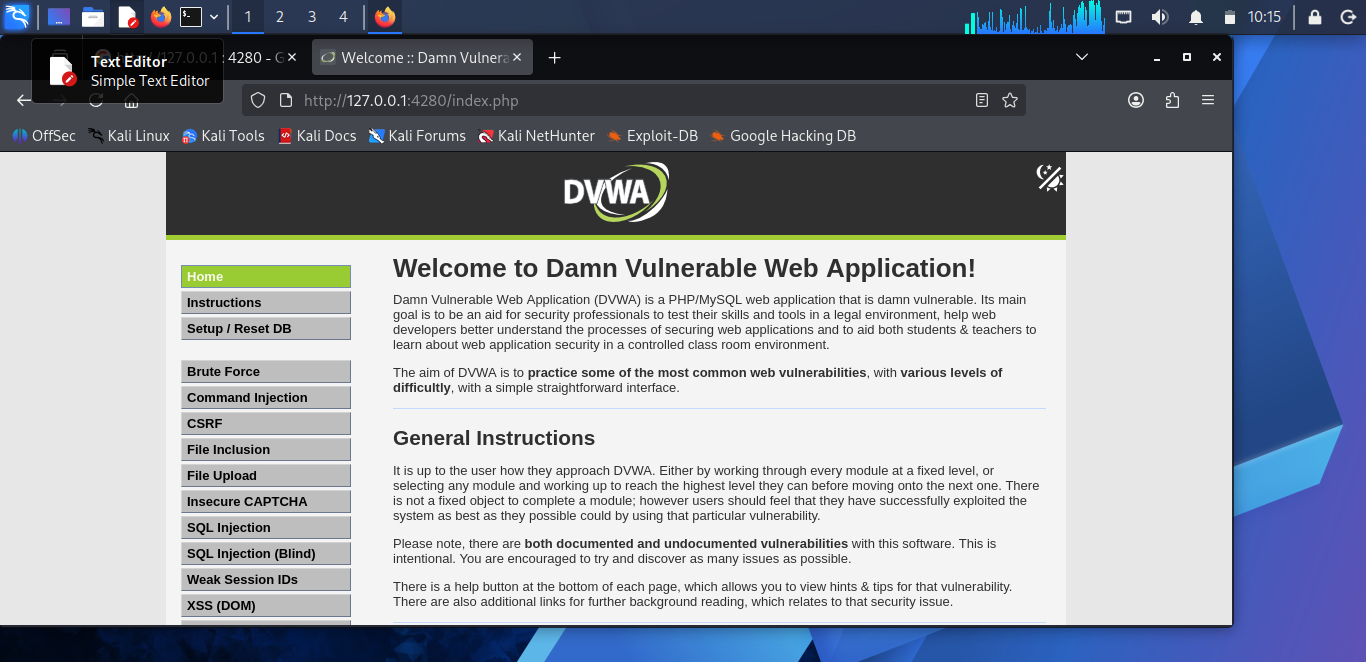 1
2
3
4
10:15
Text Editor
Simple Text Editor
127.0.0.1:4280 - G
Welcome :: Damn Vulnera
http://127.0.0.1:4280/index.php
OffSec
Kali Linux
Kali Tools
Kali Docs
Kali Forums
Kali NetHunter
Exploit-DB
Google Hacking DB
DVWA
Home
Instructions
Setup / Reset DB
Brute Force
Command Injection
CSRF
File Inclusion
File Upload
Insecure CAPTCHA
SQL Injection
SQL Injection (Blind)
Weak Session IDs
XSS (DOM)
Welcome to Damn Vulnerable Web Application!
Damn Vulnerable Web Application (DVWA) is a PHP/MySQL web application that is damn vulnerable. Its main
goal is to be an aid for security professionals to test their skills and tools in a legal environment, help web
developers better understand the processes of securing web applications and to aid both students & teachers to
learn about web application security in a controlled class room environment.
The aim of DVWA is to practice some of the most common web vulnerabilities, with various levels of
difficultly, with a simple straightforward interface.
General Instructions
It is up to the user how they approach DVWA. Either by working through every module at a fixed level, or
selecting any module and working up to reach the highest level they can before moving onto the next one. There
is not a fixed object to complete a module; however users should feel that they have successfully exploited the
system as best as they possible could by using that particular vulnerability.
Please note, there are both documented and undocumented vulnerabilities with this software. This is
intentional. You are encouraged to try and discover as many issues as possible.
There is a help button at the bottom of each page, which allows you to view hints & tips for that vulnerability.
There are also additional links for further background reading, which relates to that security issue.